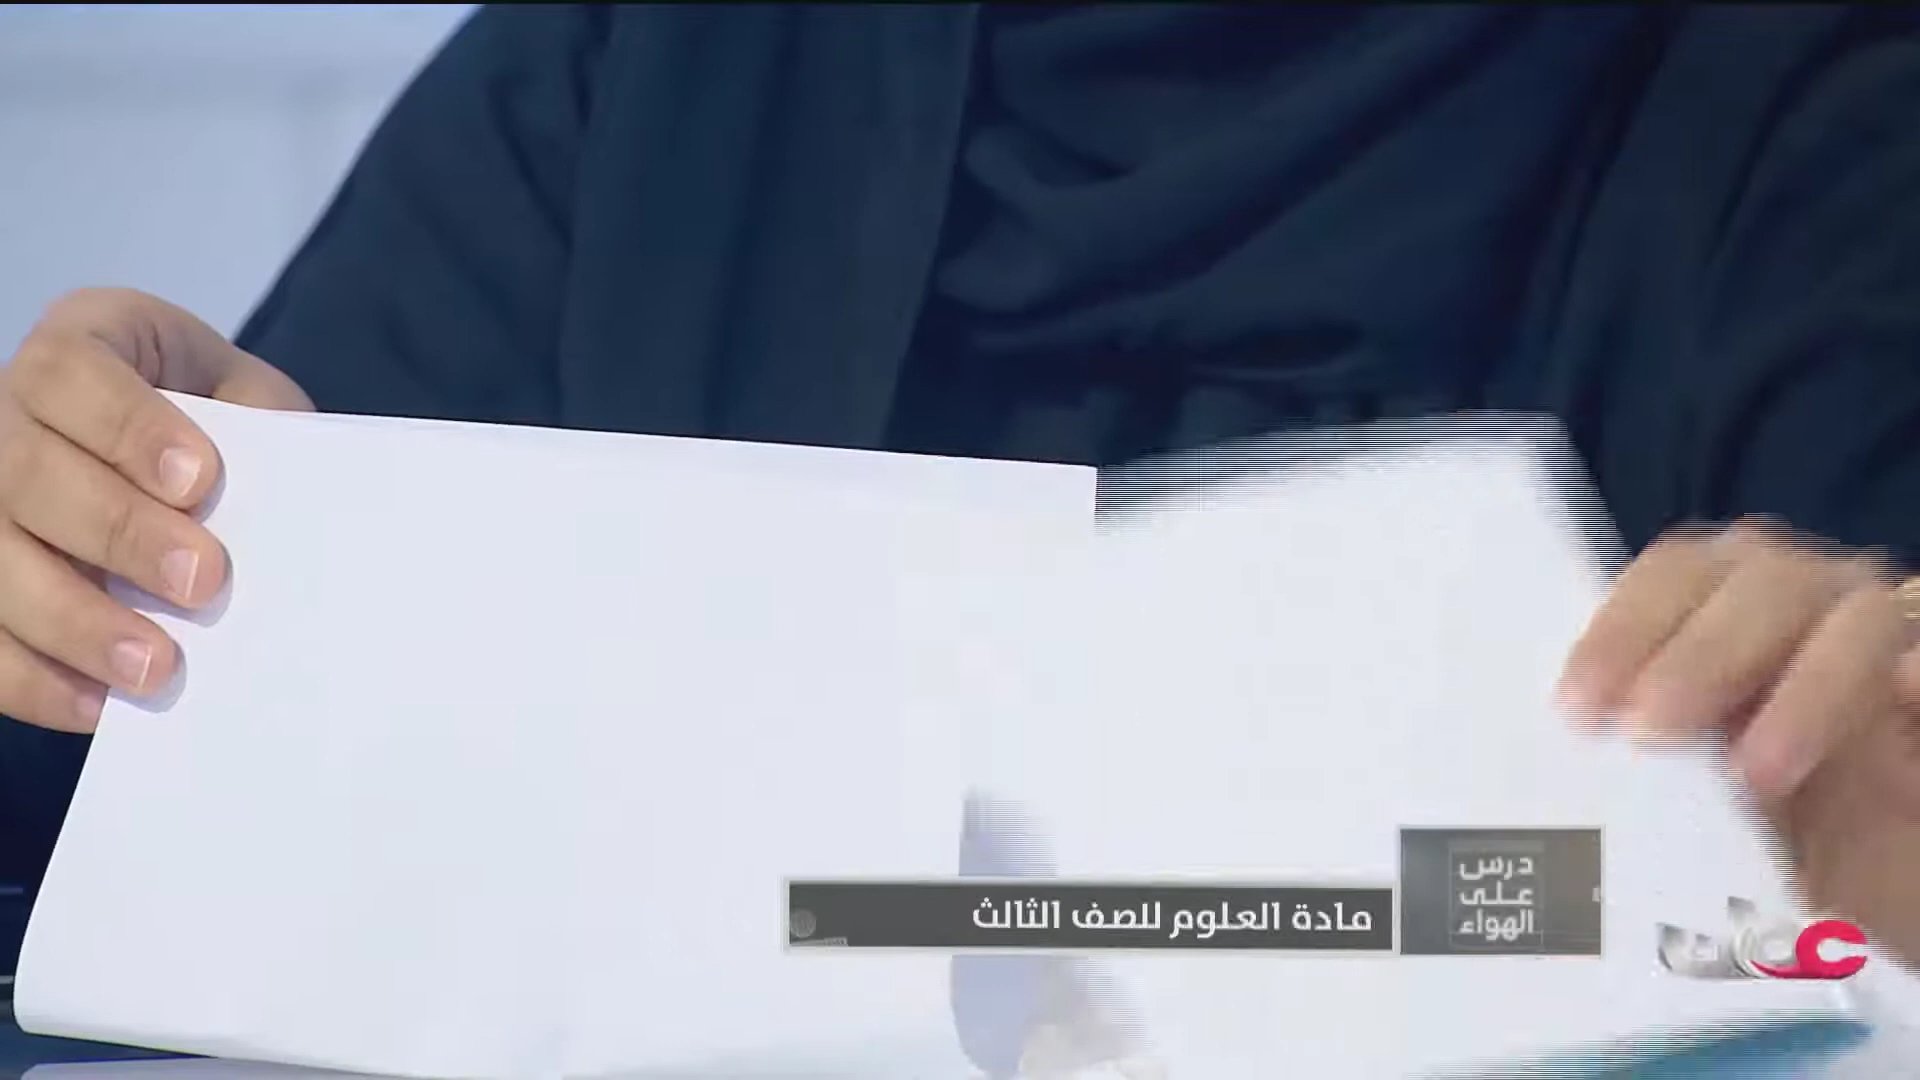 درس
على
الهواء
مادة العلوم للصف الثالث